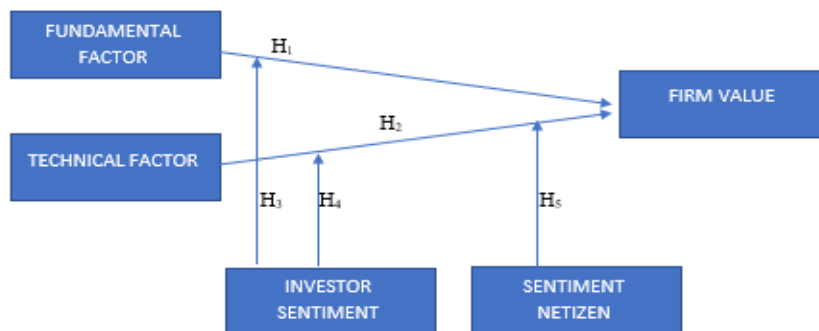 FUNDAMENTAL
FACTOR
H₁
FIRM VALUE
H₂
TECHNICAL FACTOR
H₃
H₄
H₅
INVESTOR
SENTIMENT
SENTIMENT
NETIZEN